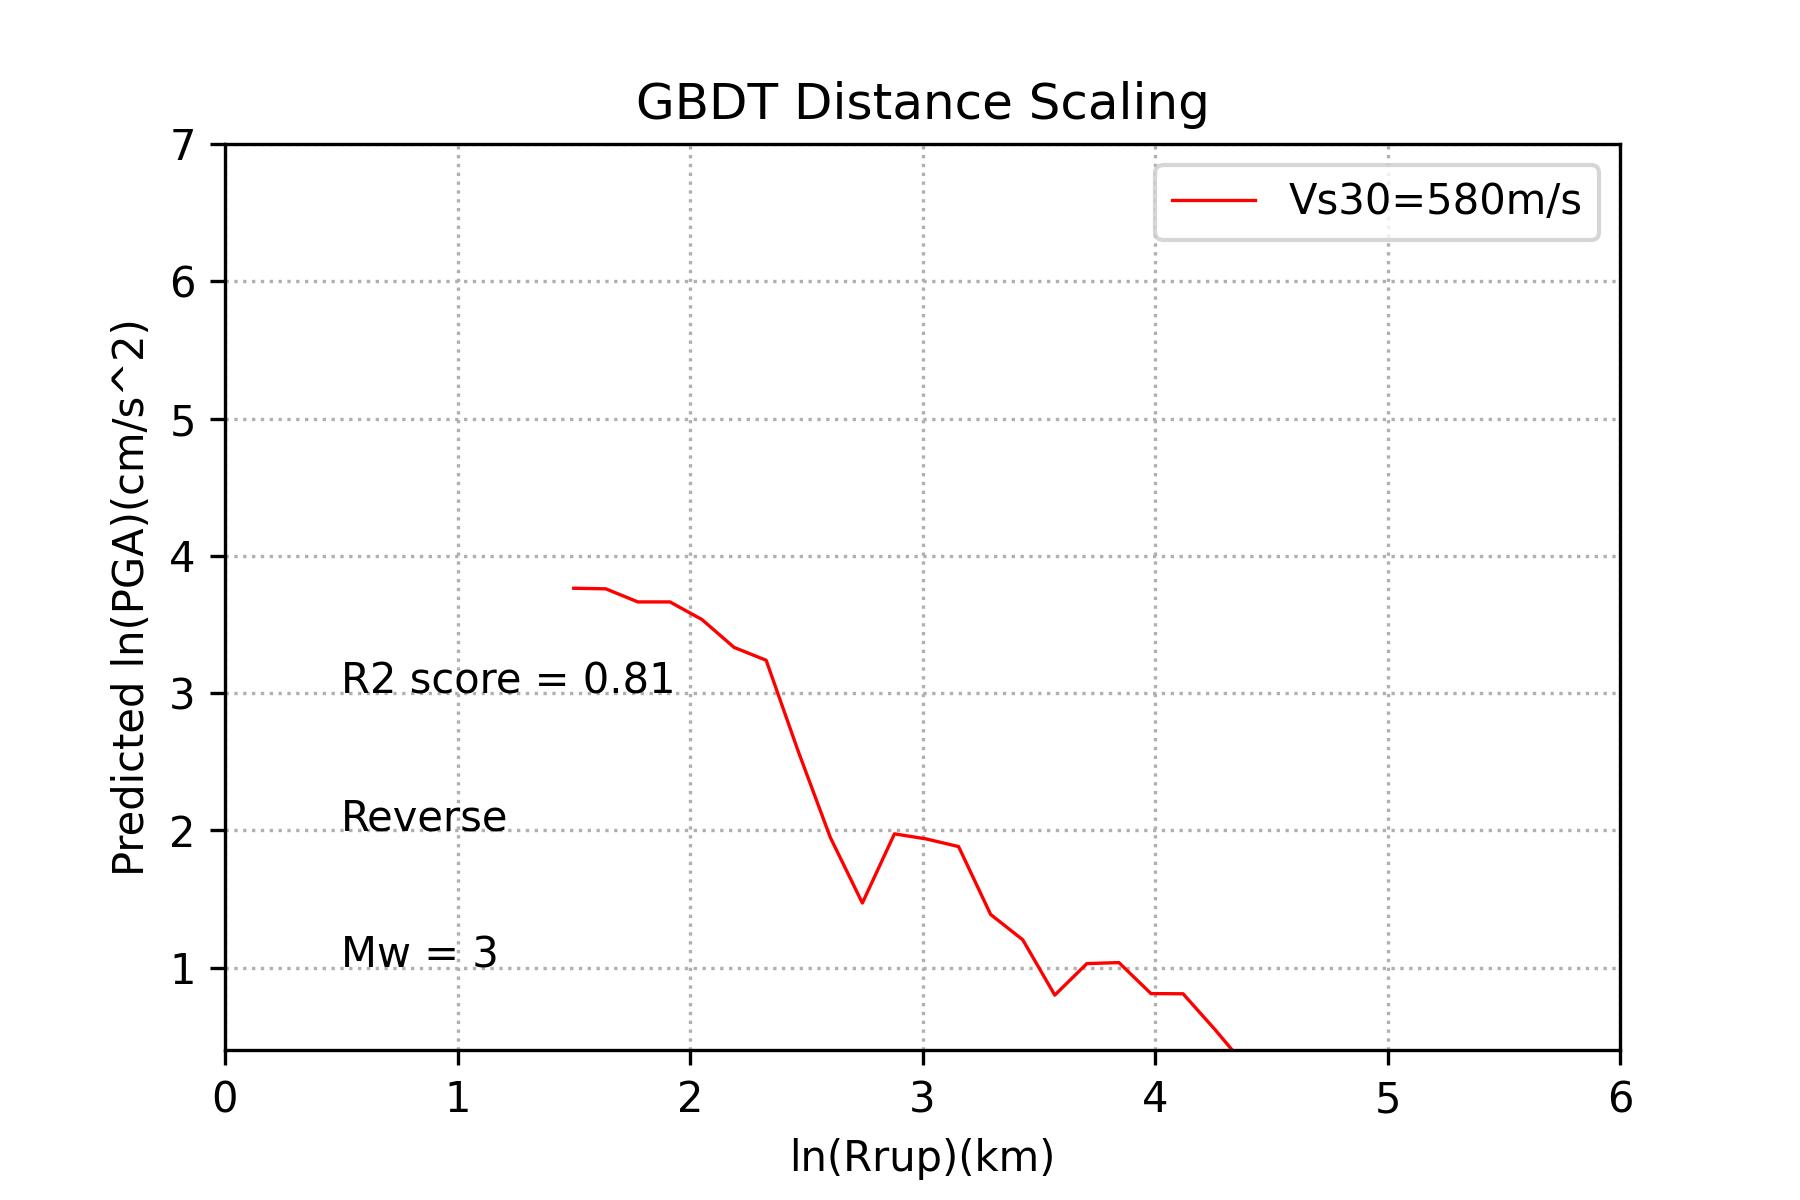 GBDT Distance Scaling
7
6
5
4
3
2
1
Predicted ln(PGA)(cm/s^2)
Vs30=580m/s
R2 score = 0.81
Reverse
Mw = 3
0 1 2 3 4 5 6
ln(Rrup)(km)